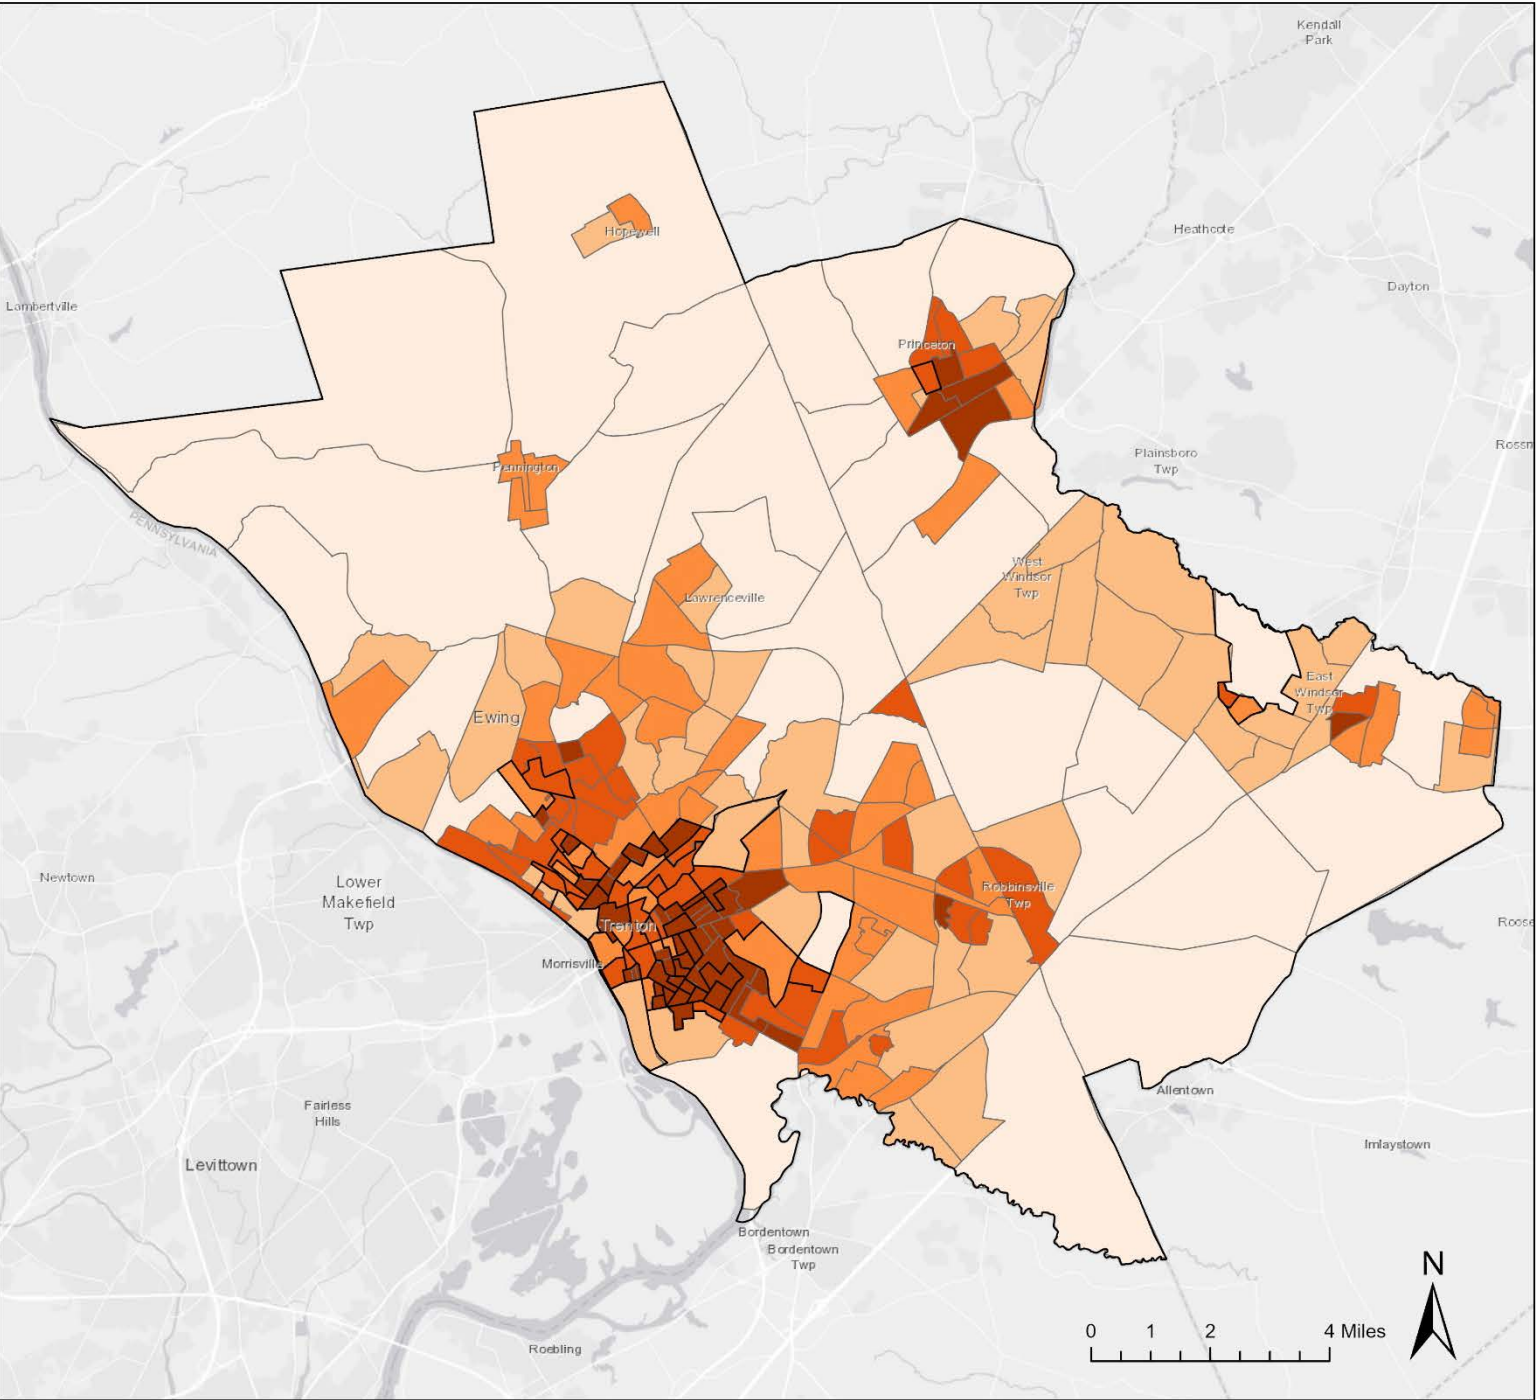 Kendall
Park
Heathcote
Hopewell
Dayton
Lambertville
Princeton
Plainsboro
Twp
Pennington
PENNSYLVANIA
West
Windsor
Twp
Lawrenceville
East
Windsor
Twp
Ewing
Newtown
Lower
Makefield
Twp
Robbinsville
Twp
Trenton
Morrisville
Allentown
Fairless
Hills
Imlaystown
Levittown
Bordentown
Bordentown
Twp
Roebling
N
0 1 2 4 Miles
Rossm
Roose